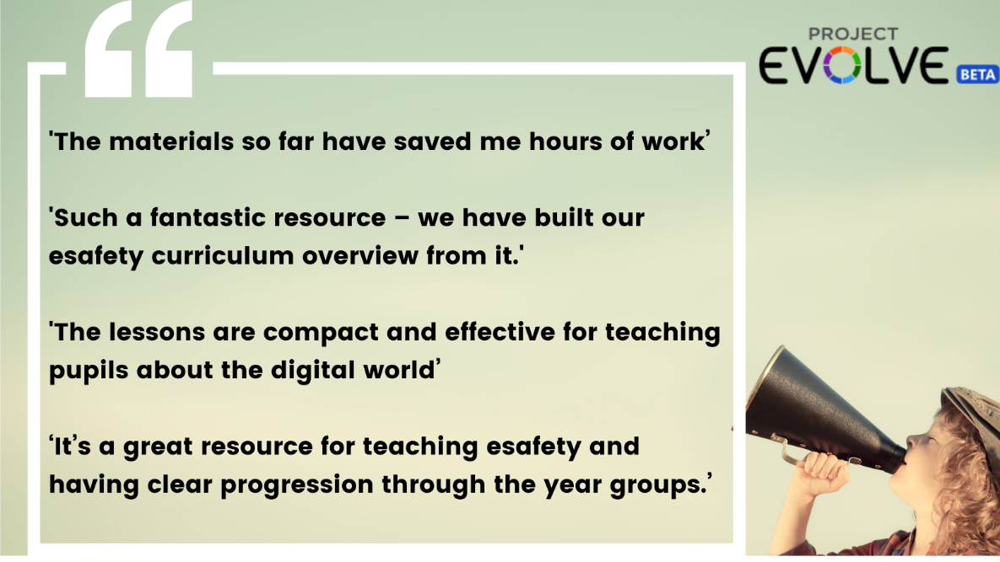 PROJECT
EVOLVE BETA
'The materials so far have saved me hours of work’
'Such a fantastic resource – we have built our
esafety curriculum overview from it.'
'The lessons are compact and effective for teaching
pupils about the digital world’
‘It’s a great resource for teaching esafety and
having clear progression through the year groups.’